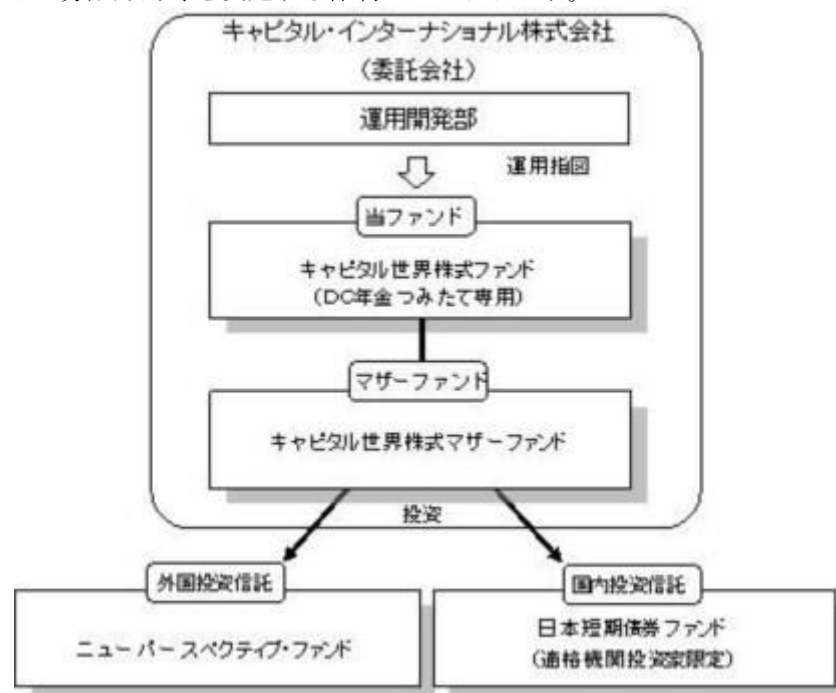 キャピタル・インターナショナル株式会社
(委託会社)
運用開発部
運用指図
当ファンド
キャピタル世界株式ファンド
(DC年金つみたて専用)
マザーファンド
キャピタル世界株式マザーファンド
投資
外国投資信託
国内投資信託
ニューパースペクティブ・ファンド
日本短期債券ファンド
(適格機関投資家限定)